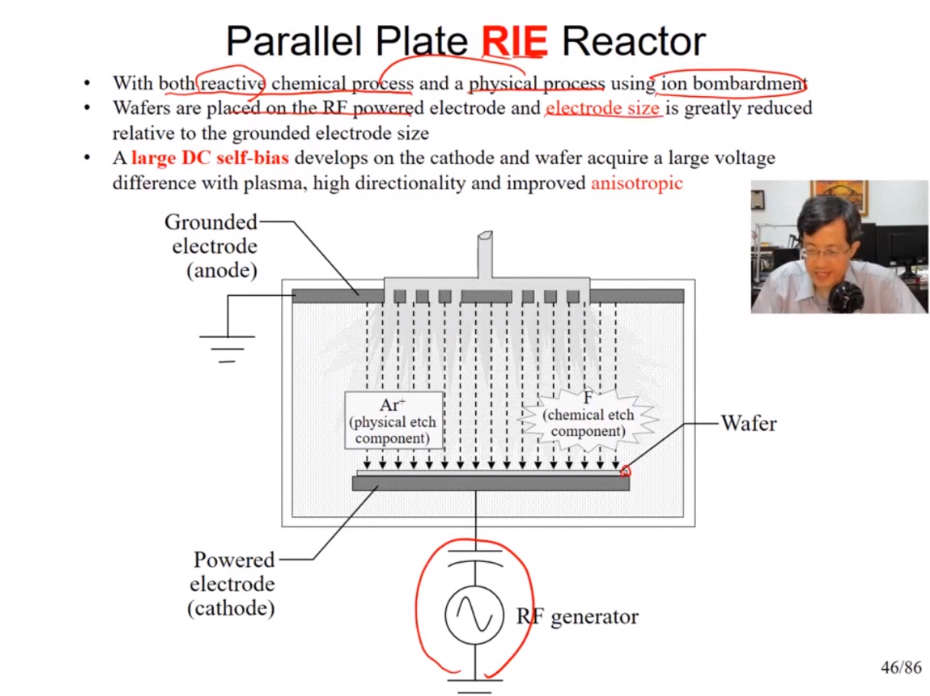 Parallel Plate RIE Reactor
• With both reactive chemical process and a physical process using ion bombardment
• Wafers are placed on the RF powered electrode and electrode size is greatly reduced
relative to the grounded electrode size
• A large DC self-bias develops on the cathode and wafer acquire a large voltage
difference with plasma, high directionality and improved anisotropic
Grounded
electrode
(anode)
Ar⁺
(physical etch
component)
F
(chemical etch
component)
Wafer
Powered
electrode
(cathode)
RF generator
46/86